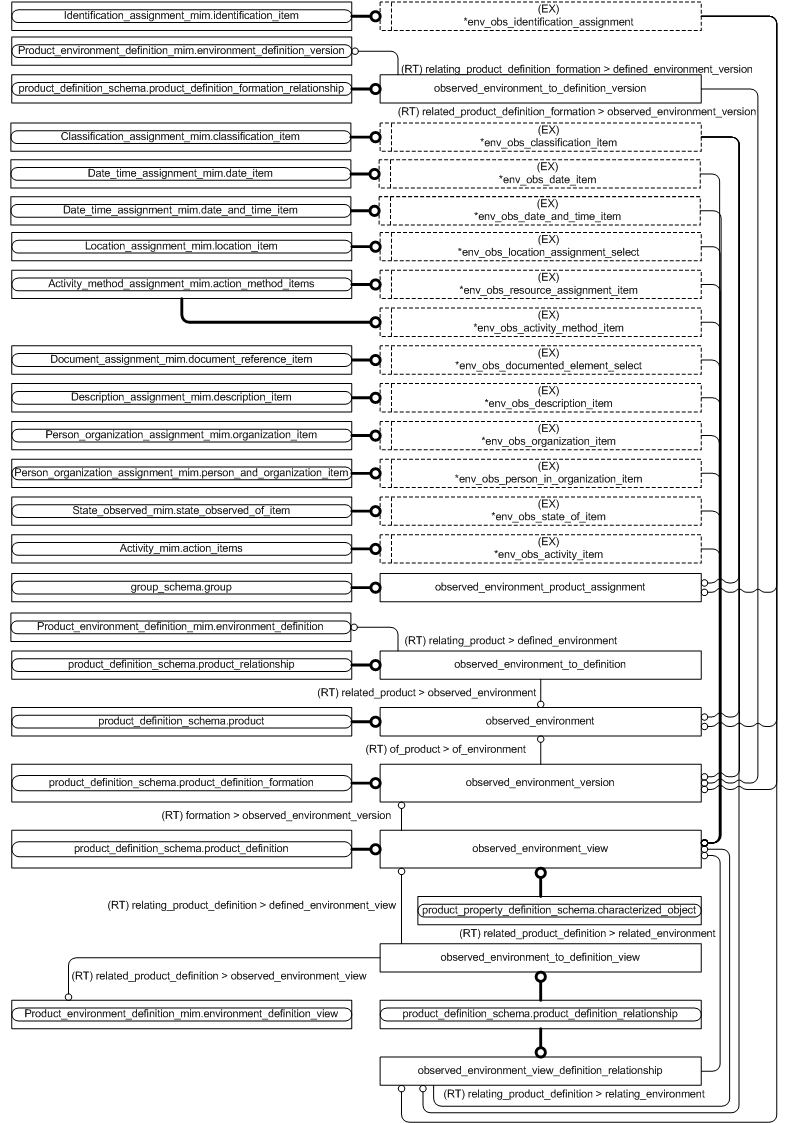 Identification_assignment_mim.identification_item
(EX)
*env_obs_identification_assignment
Product_environment_definition_mim.environment_definition_version
(RT) relating_product_definition_formation > defined_environment_version
product_definition_schema.product_definition_formation_relationship
observed_environment_to_definition_version
(RT) related_product_definition_formation > observed_environment_version
Classification_assignment_mim.classification_item
(EX)
*env_obs_classification_item
Date_time_assignment_mim.date_item
(EX)
*env_obs_date_item
Date_time_assignment_mim.date_and_time_item
(EX)
*env_obs_date_and_time_item
Location_assignment_mim.location_item
(EX)
*env_obs_location_assignment_select
Activity_method_assignment_mim.action_method_items
(EX)
*env_obs_resource_assignment_item
(EX)
*env_obs_activity_method_item
Document_assignment_mim.document_reference_item
(EX)
*env_obs_documented_element_select
Description_assignment_mim.description_item
(EX)
*env_obs_description_item
Person_organization_assignment_mim.organization_item
(EX)
*env_obs_organization_item
Person_organization_assignment_mim.person_and_organization_item
(EX)
*env_obs_person_in_organization_item
State_observed_mim.state_observed_of_item
(EX)
*env_obs_state_of_item
Activity_mim.action_items
(EX)
*env_obs_activity_item
group_schema.group
observed_environment_product_assignment
Product_environment_definition_mim.environment_definition
(RT) relating_product > defined_environment
product_definition_schema.product_relationship
observed_environment_to_definition
(RT) related_product > observed_environment
product_definition_schema.product
observed_environment
(RT) of_product > of_environment
product_definition_schema.product_definition_formation
observed_environment_version
(RT) formation > observed_environment_version
product_definition_schema.product_definition
observed_environment_view
(RT) relating_product_definition > defined_environment_view
product_property_definition_schema.characterized_object
(RT) related_product_definition > related_environment
observed_environment_to_definition_view
(RT) related_product_definition > observed_environment_view
Product_environment_definition_mim.environment_definition_view
product_definition_schema.product_definition_relationship
observed_environment_view_definition_relationship
(RT) relating_product_definition > relating_environment